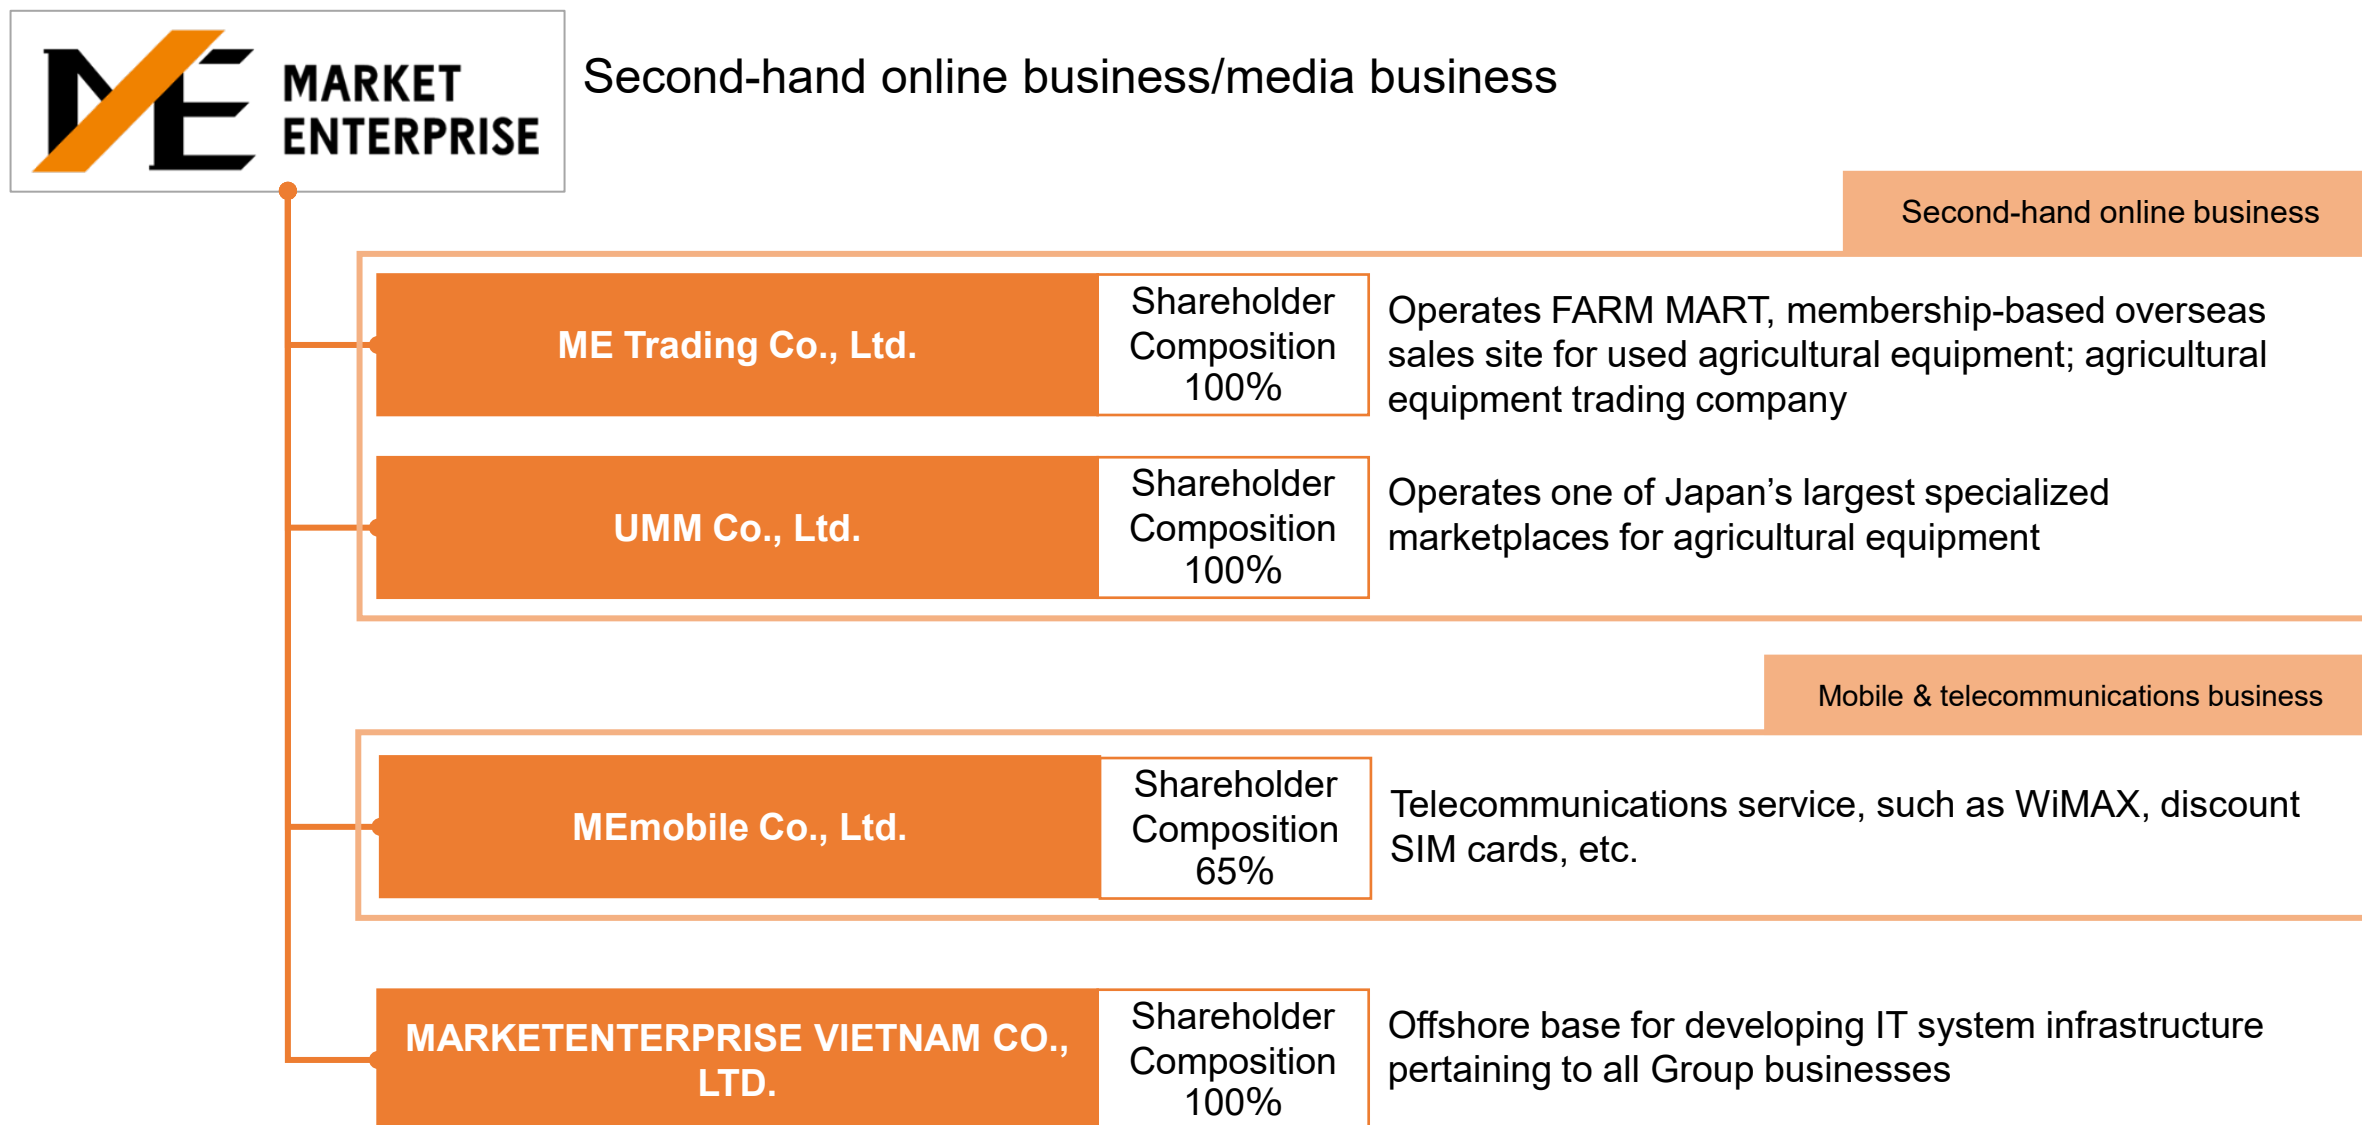 ME
MARKET
ENTERPRISE
Second-hand online business/media business
Second-hand online business
ME Trading Co., Ltd.
Shareholder
Composition
100%
Operates FARM MART, membership-based overseas
sales site for used agricultural equipment; agricultural
equipment trading company
UMM Co., Ltd.
Shareholder
Composition
100%
Operates one of Japan’s largest specialized
marketplaces for agricultural equipment
Mobile & telecommunications business
MEmobile Co., Ltd.
Shareholder
Composition
65%
Telecommunications service, such as WiMAX, discount
SIM cards, etc.
MARKETENTERPRISE VIETNAM CO.,
LTD.
Shareholder
Composition
100%
Offshore base for developing IT system infrastructure
pertaining to all Group businesses